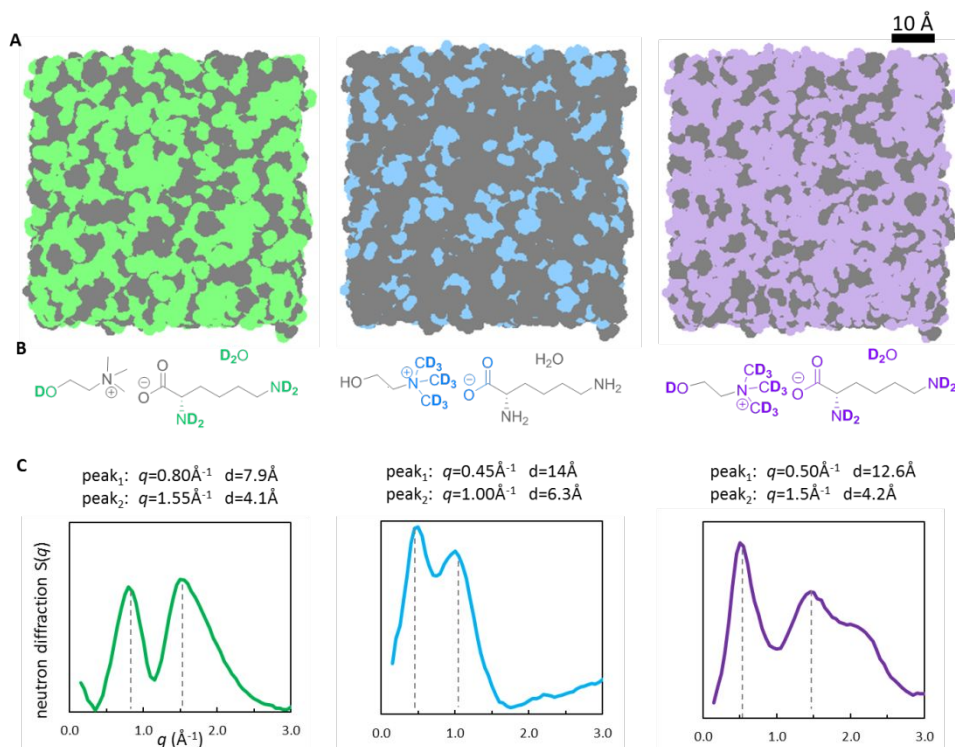 10 Å
A
B
D₂O
DO
N
⊕
⊖
O
O
ND₂
ND₂
H₂O
HO
CD₃
⊕
N
CD₃
CD₃
⊖
O
O
NH₂
NH₂
D₂O
DO
CD₃
N
CD₃
⊕
CD₃
⊖
O
O
ND₂
ND₂
C
peak₁: q=0.80Å⁻¹ d=7.9Å
peak₂: q=1.55Å⁻¹ d=4.1Å
peak₁: q=0.45Å⁻¹ d=14Å
peak₂: q=1.00Å⁻¹ d=6.3Å
peak₁: q=0.50Å⁻¹ d=12.6Å
peak₂: q=1.5Å⁻¹ d=4.2Å
neutron diffraction S(q)
0.0 1.0 2.0 3.0
q (Å⁻¹)
0.0 1.0 2.0 3.0
0.0 1.0 2.0 3.0